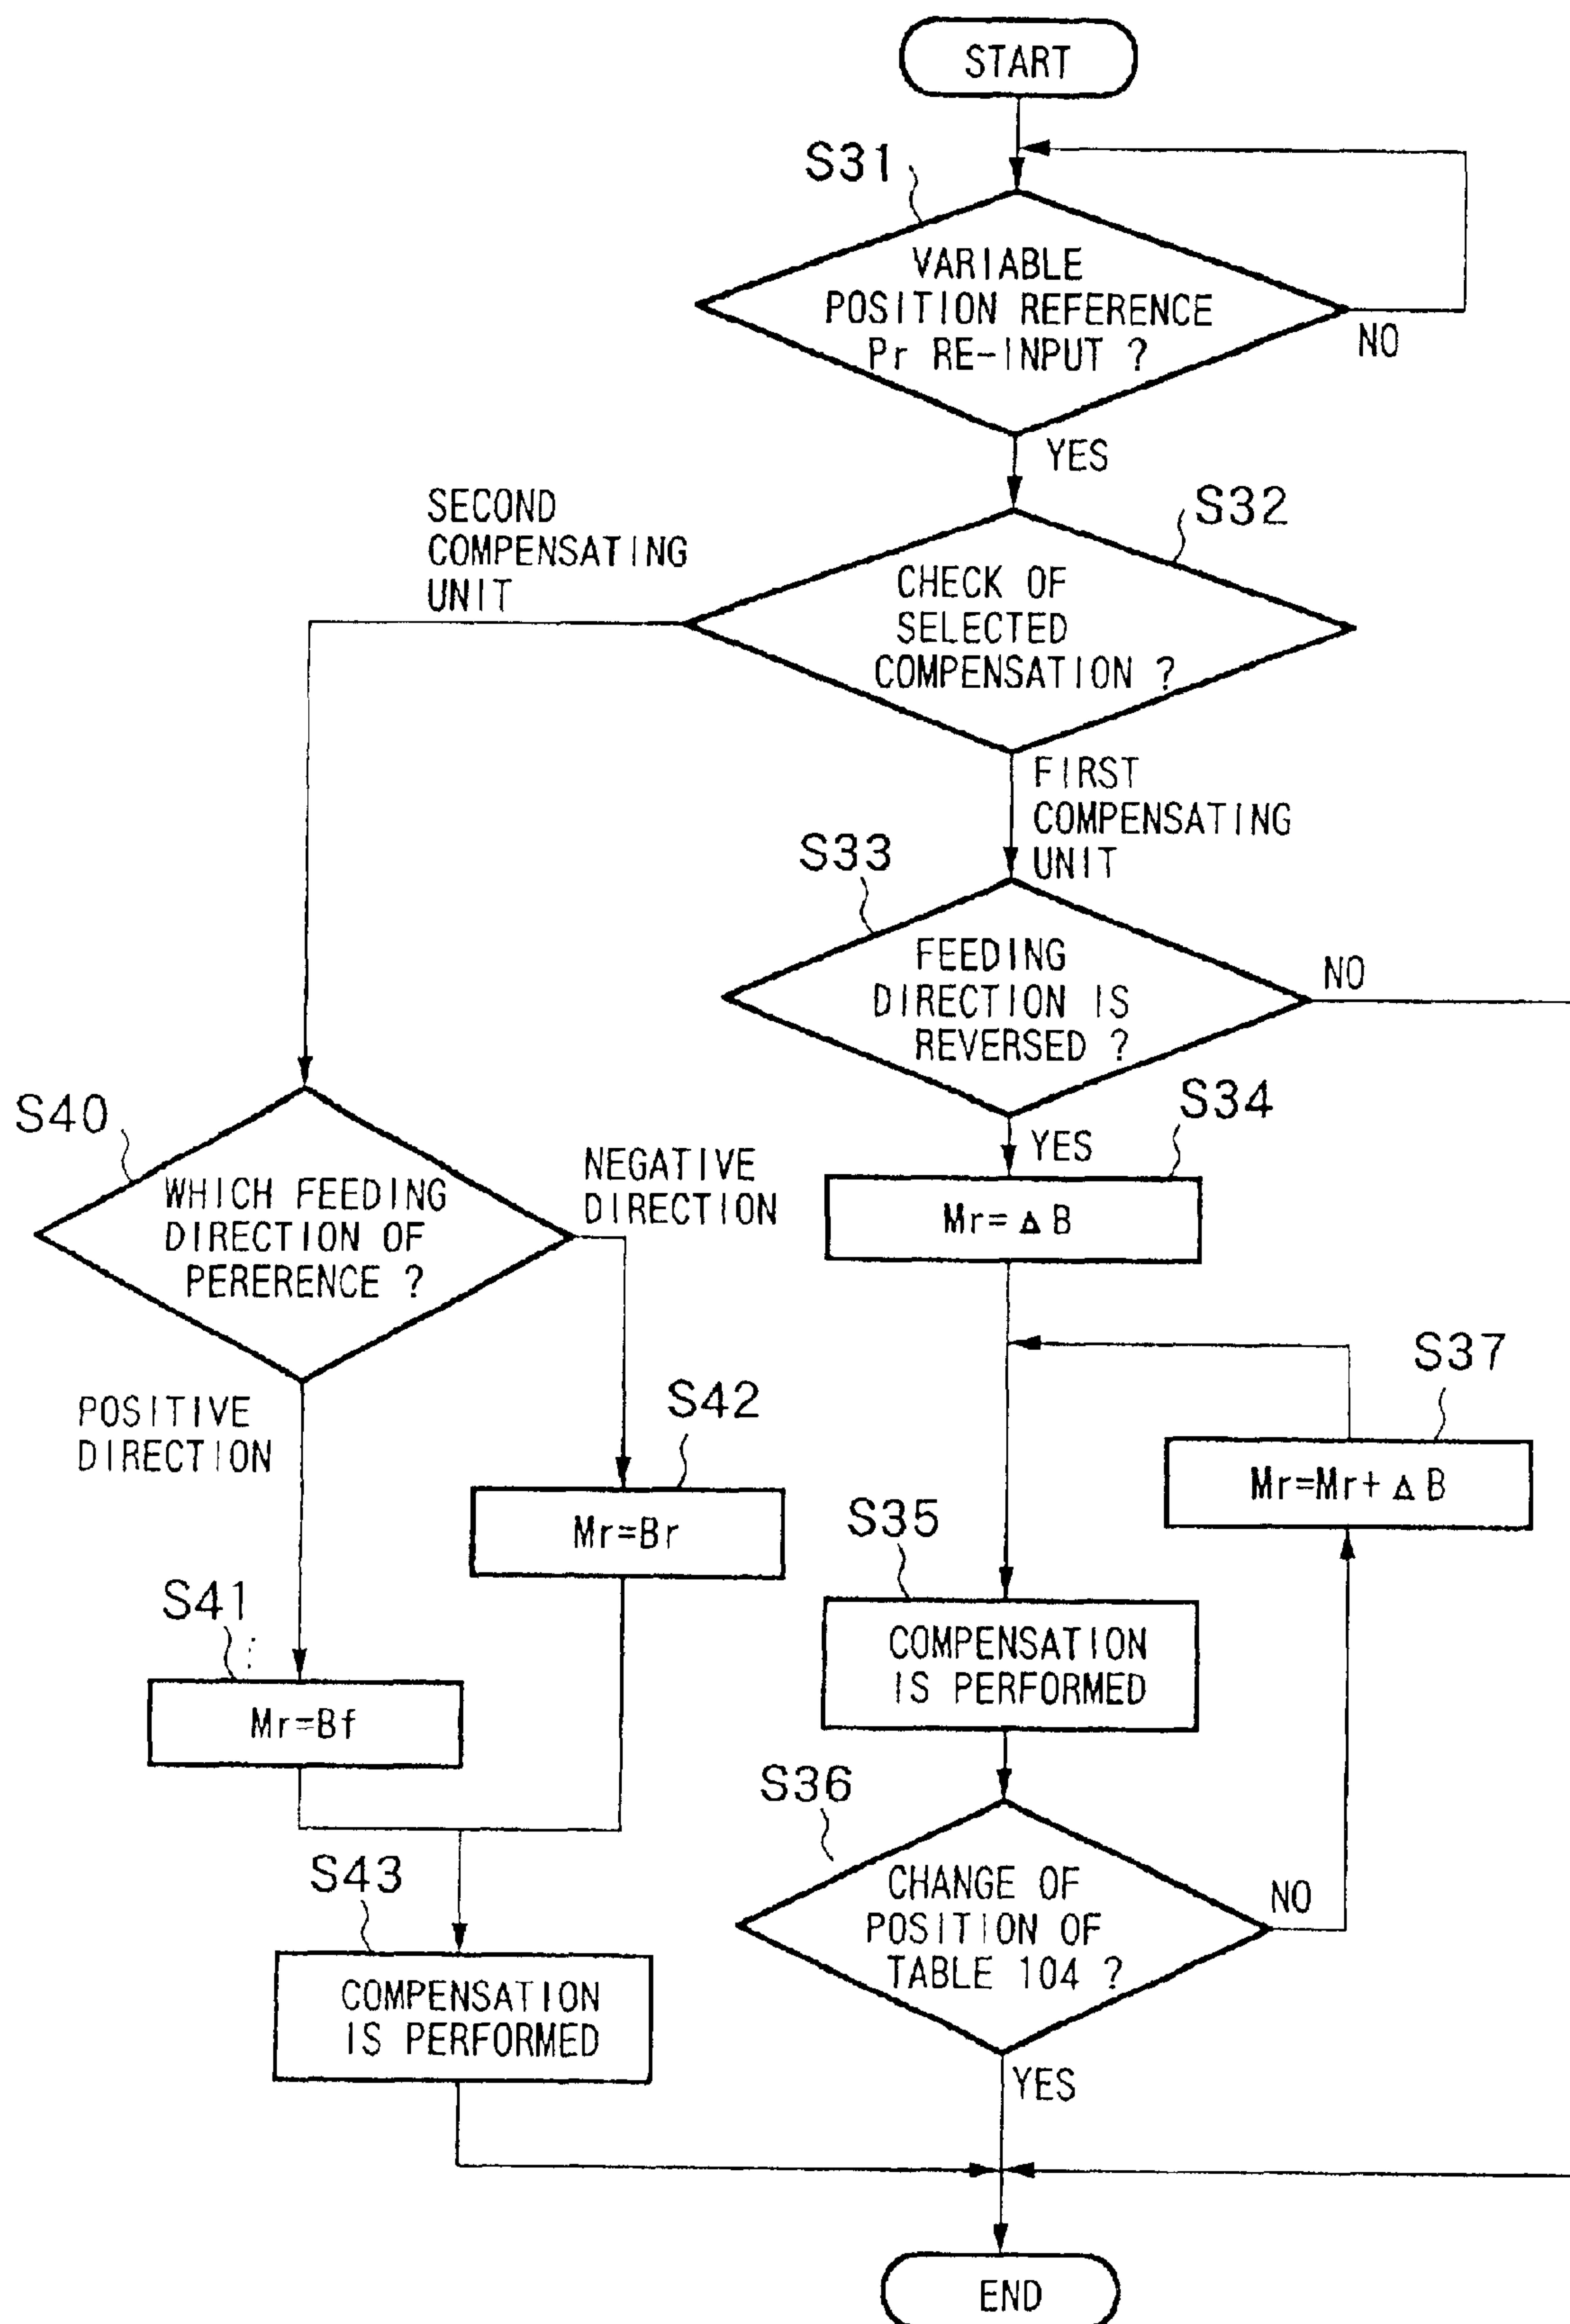 START
S31
VARIABLE
POSITION REFERENCE
Pr RE-INPUT ?
NO
YES
SECOND
COMPENSATING
UNIT
S32
CHECK OF
SELECTED
COMPENSATION ?
FIRST
COMPENSATING
UNIT
S33
FEEDING
DIRECTION IS
REVERSED ?
NO
YES
S34
Mr=ΔB
S40
WHICH FEEDING
DIRECTION OF
PERERENCE ?
NEGATIVE
DIRECTION
POSITIVE
DIRECTION
S42
Mr=Br
S37
Mr=Mr+ΔB
S35
COMPENSATION
IS PERFORMED
S41
Mr=Bf
S36
CHANGE OF
POSITION OF
TABLE 104 ?
NO
S43
COMPENSATION
IS PERFORMED
YES
END